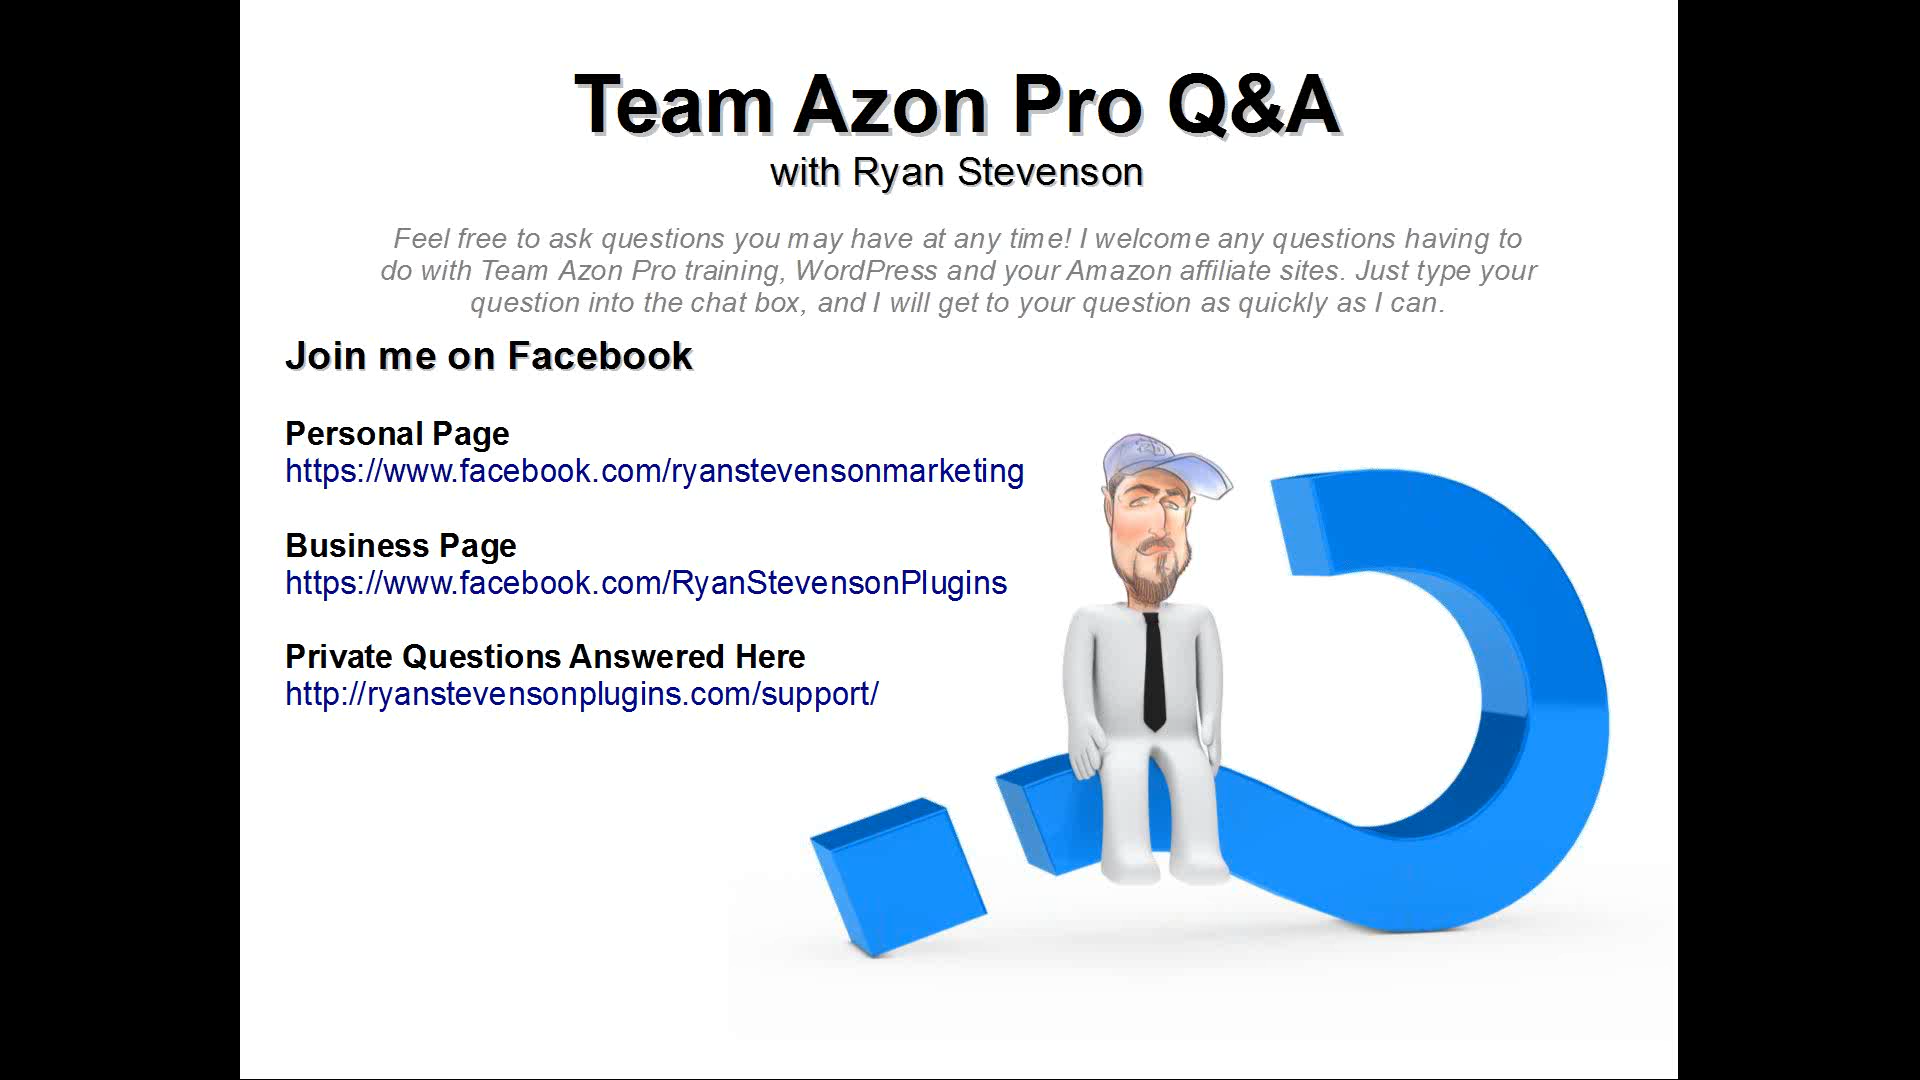 Team Azon Pro Q&A
with Ryan Stevenson
Feel free to ask questions you may have at any time! I welcome any questions having to
do with Team Azon Pro training, WordPress and your Amazon affiliate sites. Just type your
question into the chat box, and I will get to your question as quickly as I can.
Join me on Facebook
Personal Page
https://www.facebook.com/ryanstevensonmarketing
Business Page
https://www.facebook.com/RyanStevensonPlugins
Private Questions Answered Here
http://ryanstevensonplugins.com/support/